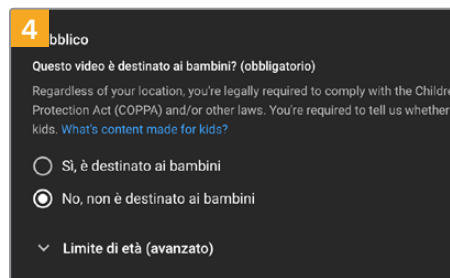 4
bblico
Questo video è destinato ai bambini? (obbligatorio)
Regardless of your location, you're legally required to comply with the Childre
Protection Act (COPPA) and/or other laws. You're required to tell us whether
kids. What's content made for kids?
Sì, è destinato ai bambini
No, non è destinato ai bambini
Limite di età (avanzato)